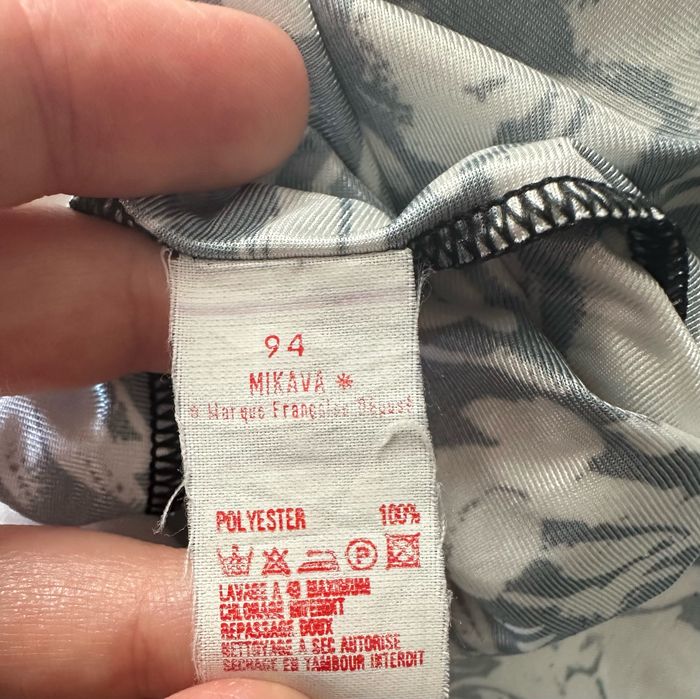 94
MIKAVA *
* Marque Française Déposé
POLYESTER 100%
P
LAVAGE A 40 MAXIMUM
CHLORAGE INTERDIT
REPASSAGE DOUX
NETTOYAGE A SEC AUTORISE
SECHAGE EN TAMBOUR INTERDIT